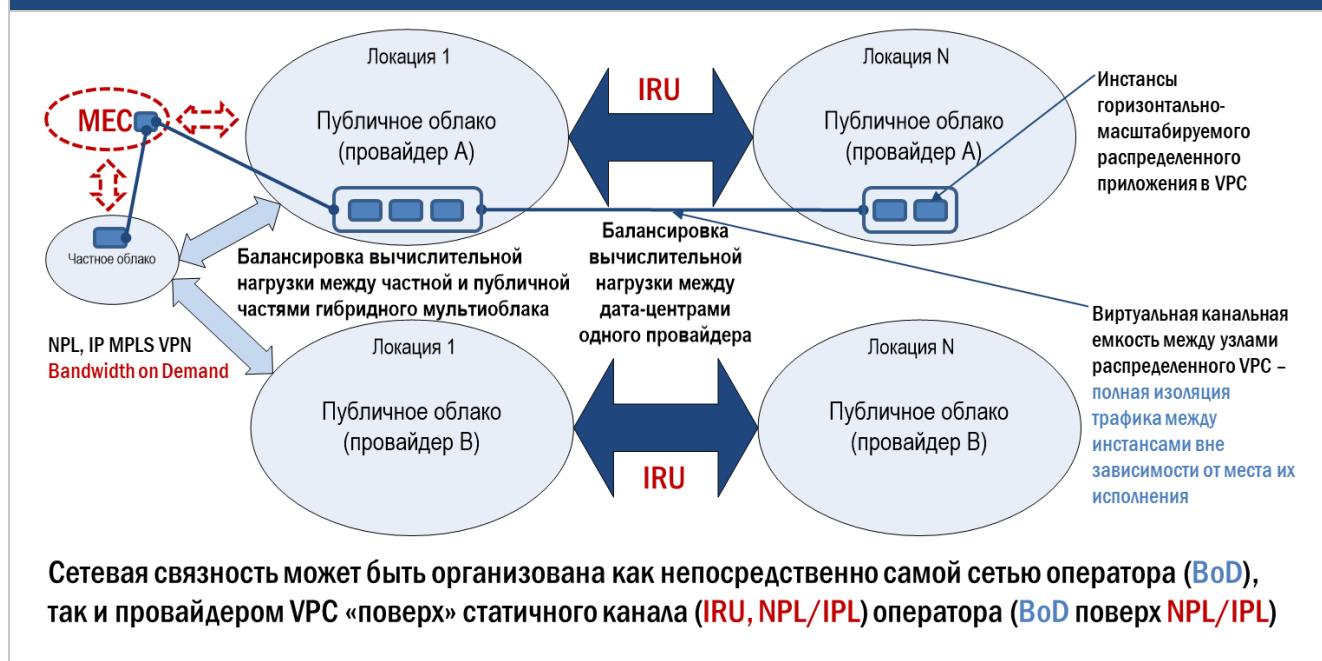 Локация 1
Локация N
IRU
Инстансы
горизонтально-
масштабируемого
распределенного
приложения в VPC
MEC
Публичное облако
(провайдер A)
Публичное облако
(провайдер A)
Частное облако
Балансировка вычислительной
нагрузки между частной и публичной
частями гибридного мультиоблака
Балансировка
вычислительной
нагрузки между
дата-центрами
одного провайдера
Виртуальная канальная
емкость между узлами
распределенного VPC –
полная изоляция
трафика между
инстансами вне
зависимости от места их
исполнения
NPL, IP MPLS VPN
Bandwidth on Demand
Локация 1
Локация N
Публичное облако
(провайдер B)
Публичное облако
(провайдер B)
IRU
Сетевая связность может быть организована как непосредственно самой сетью оператора (BoD),
так и провайдером VPC «поверх» статичного канала (IRU, NPL/IPL) оператора (BoD поверх NPL/IPL)